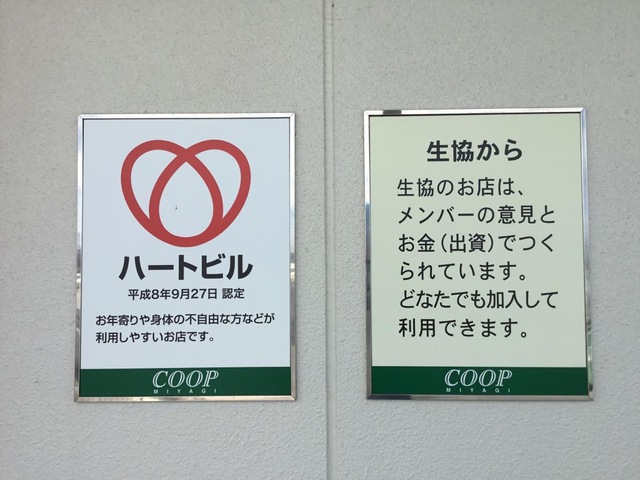 ハートビル
平成8年9月27日 認定
お年寄りや身体の不自由な方などが
利用しやすいお店です。
COOP
MIYAGI
生協から
生協のお店は、
メンバーの意見と
お金(出資)でつく
られています。
どなたでも加入して
利用できます。
COOP
MIYAGI